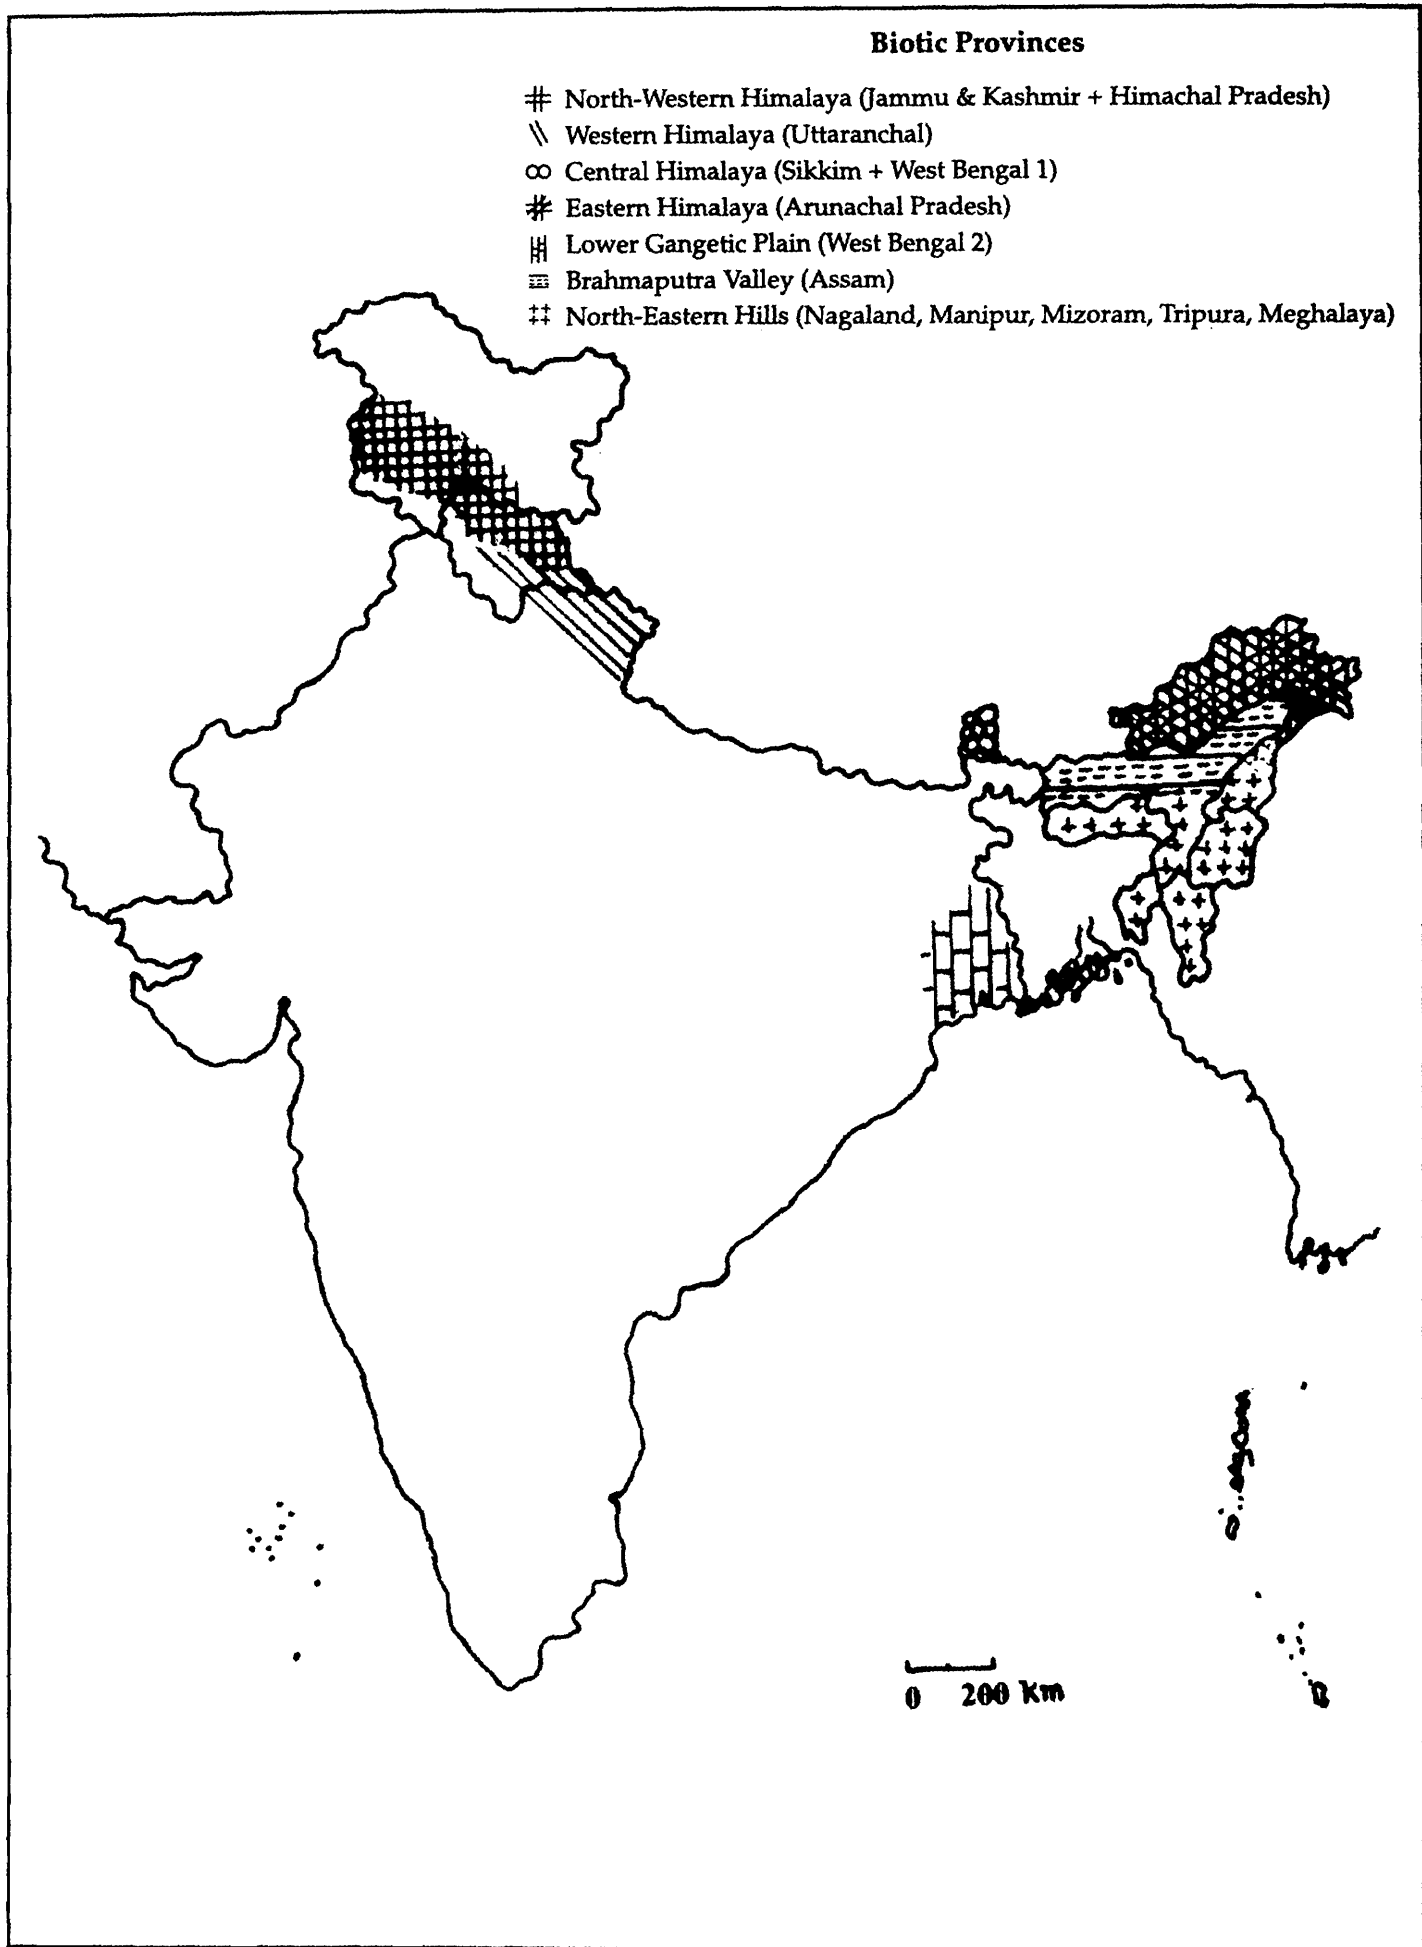 Biotic Provinces
North-Western Himalaya (Jammu & Kashmir + Himachal Pradesh)
Western Himalaya (Uttaranchal)
Central Himalaya (Sikkim + West Bengal 1)
Eastern Himalaya (Arunachal Pradesh)
Lower Gangetic Plain (West Bengal 2)
Brahmaputra Valley (Assam)
North-Eastern Hills (Nagaland, Manipur, Mizoram, Tripura, Meghalaya)
0 200 Km